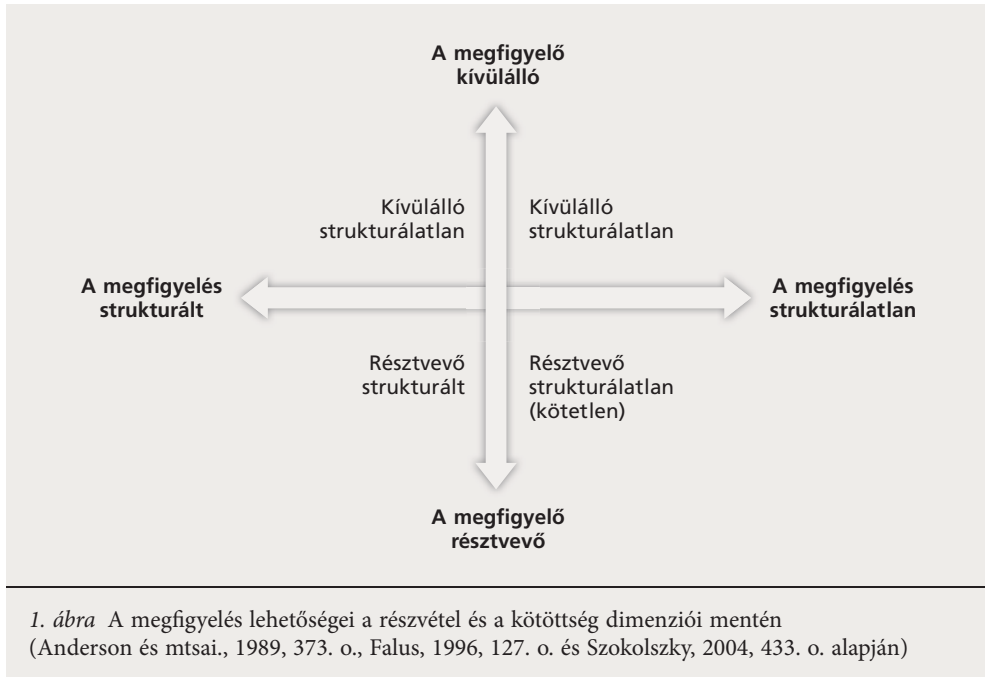 A megfigyelő
kívülálló
Kívülálló
strukturálatlan
Kívülálló
strukturálatlan
A megfigyelés
strukturált
A megfigyelés
strukturálatlan
Résztvevő
strukturált
Résztvevő
strukturálatlan
(kötetlen)
A megfigyelő
résztvevő
1. ábra A megfigyelés lehetőségei a részvétel és a kötöttség dimenziói mentén
(Anderson és mtsai., 1989, 373. o., Falus, 1996, 127. o. és Szokolszky, 2004, 433. o. alapján)